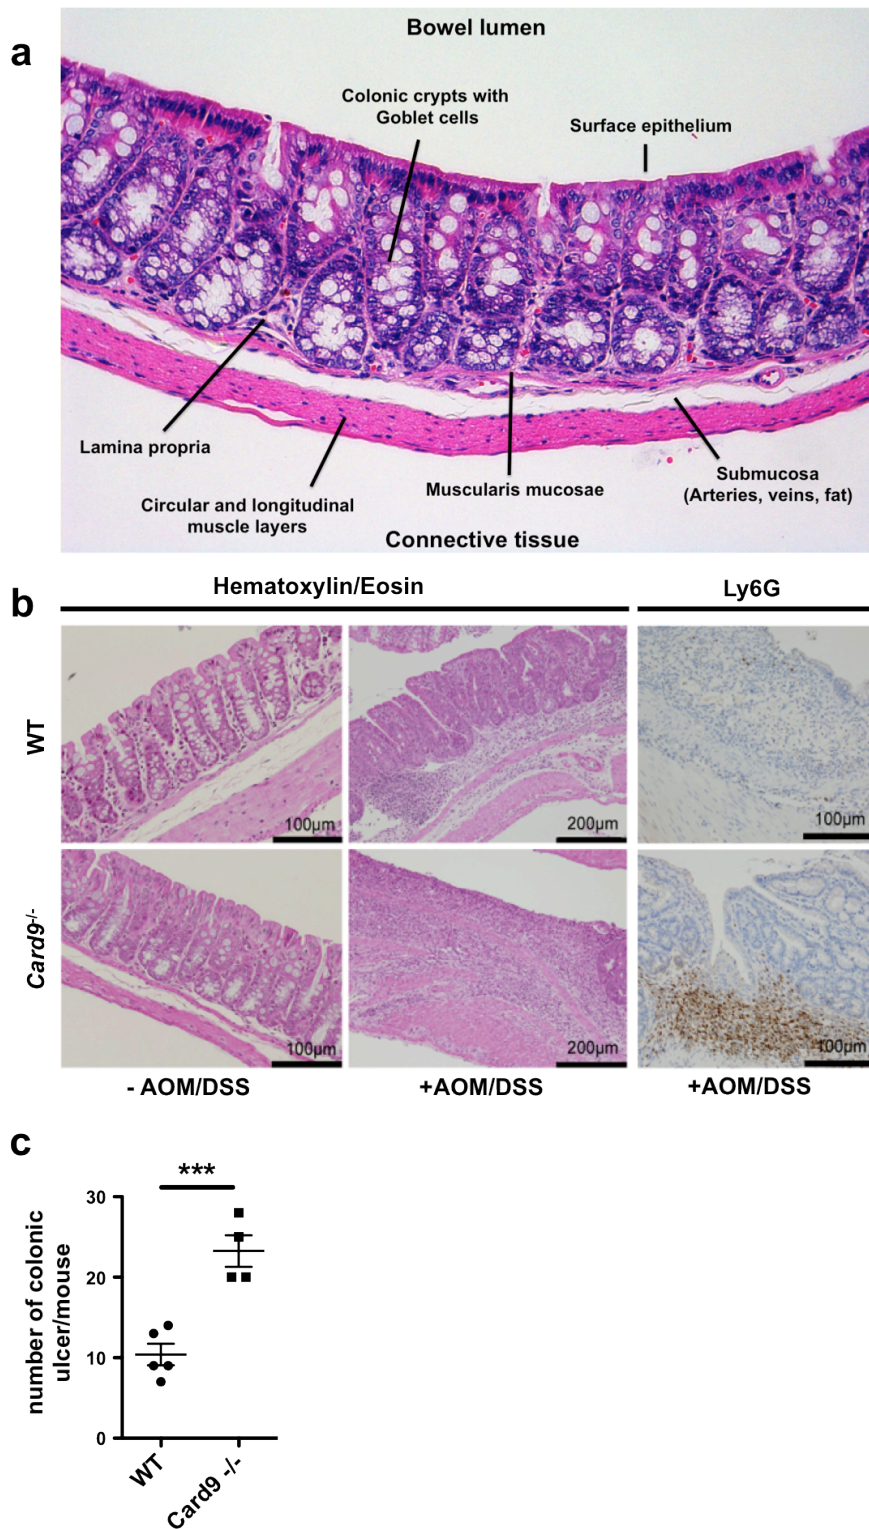 a
Bowel lumen
Colonic crypts with
Goblet cells
Surface epithelium
Lamina propria
Circular and longitudinal
muscle layers
Muscularis mucosae
Submucosa
(Arteries, veins, fat)
Connective tissue
b
Hematoxylin/Eosin
Ly6G
WT
100µm
200µm
100µm
Card9-/-
100µm
200µm
100µm
- AOM/DSS
+AOM/DSS
+AOM/DSS
c
***
number of colonic
ulcer/mouse
30
20
10
0
WT
Card9 -/-